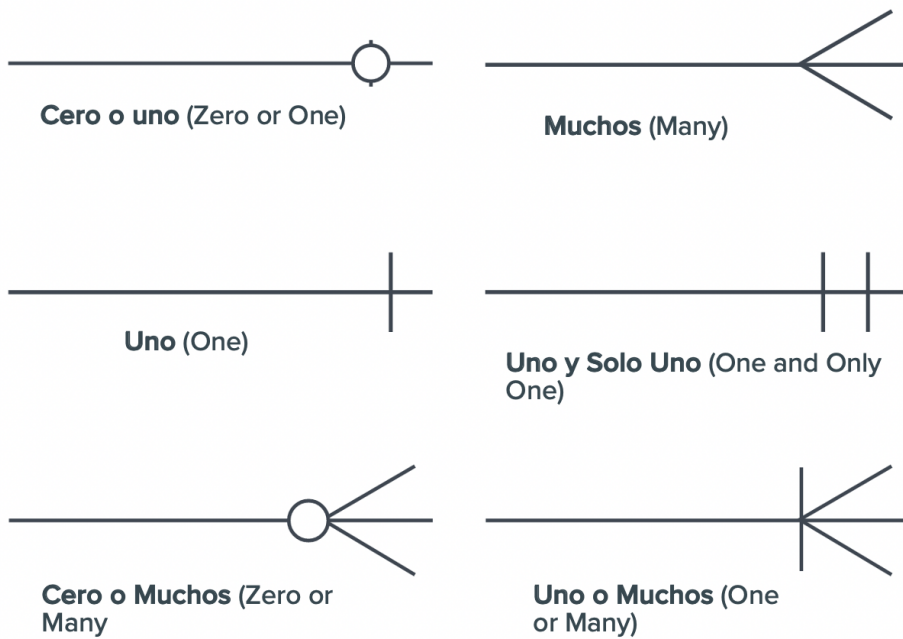 Cero o uno (Zero or One)
Muchos (Many)
Uno (One)
Uno y Solo Uno (One and Only
One)
Cero o Muchos (Zero or
Many
Uno o Muchos (One
or Many)